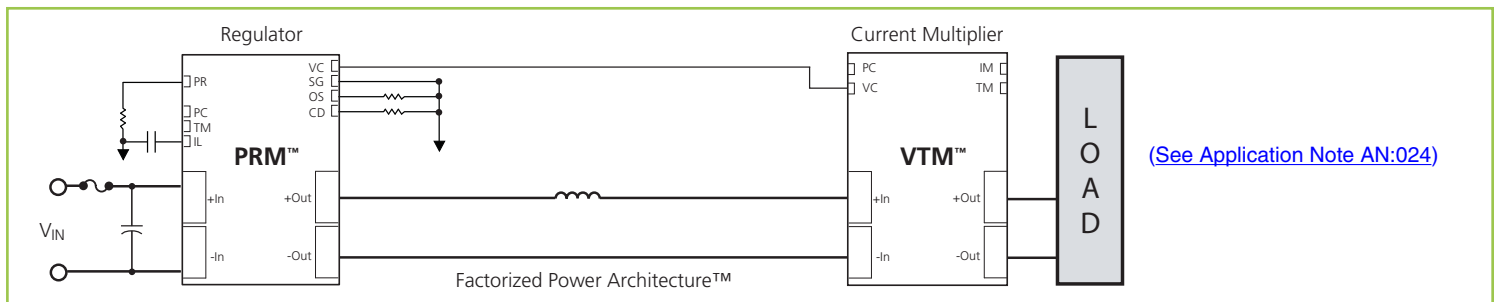 Regulator
Current Multiplier
VC
PR
SG
OS
PC
CD
TM
IL
PRM™
PC
IM
VC
TM
VTM™
L
O
A
D
(See Application Note AN:024)
+In
+Out
+In
+Out
VIN
-In
-Out
-In
-Out
Factorized Power Architecture™